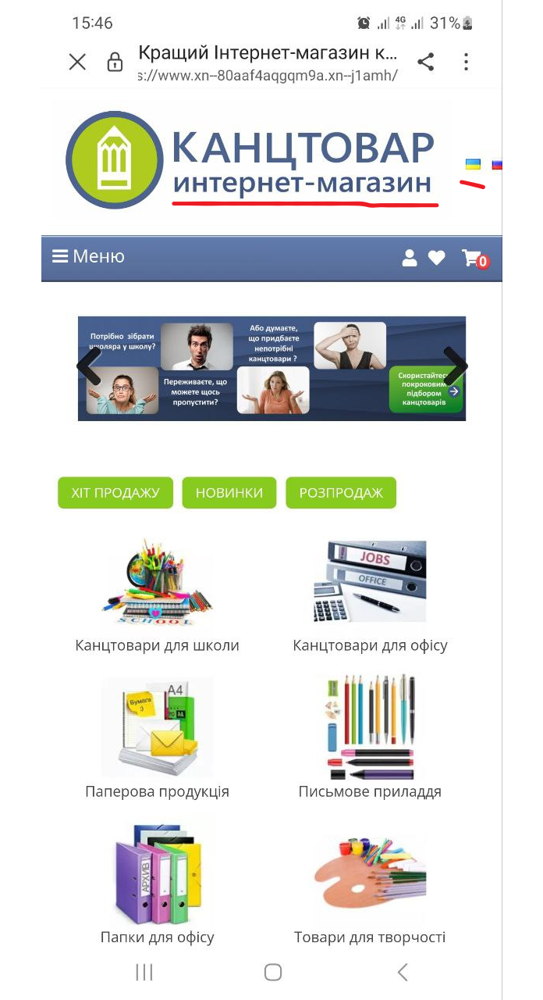 15:46
4G
31%
Кращий Інтернет-магазин к...
s://www.xn--80aaf4aqgqm9a.xn--j1amh/
КАНЦТОВАР
интернет-магазин
Меню
0
Потрібно зібрати
школяра у школу?
Або думаєте,
що придбаєте
непотрібні
канцтовари ?
Переживаєте, що
можете щось
пропустити?
Скористайтесь
покроковим
підбором
канцтоварів
ХІТ ПРОДАЖУ
НОВИНКИ
РОЗПРОДАЖ
SCHOOL
JOBS
OFFICE
Канцтовари для школи
Канцтовари для офісу
A4
Бумага
:)
Паперова продукція
Письмове приладдя
АРХИВ
Папки для офісу
Товари для творчості